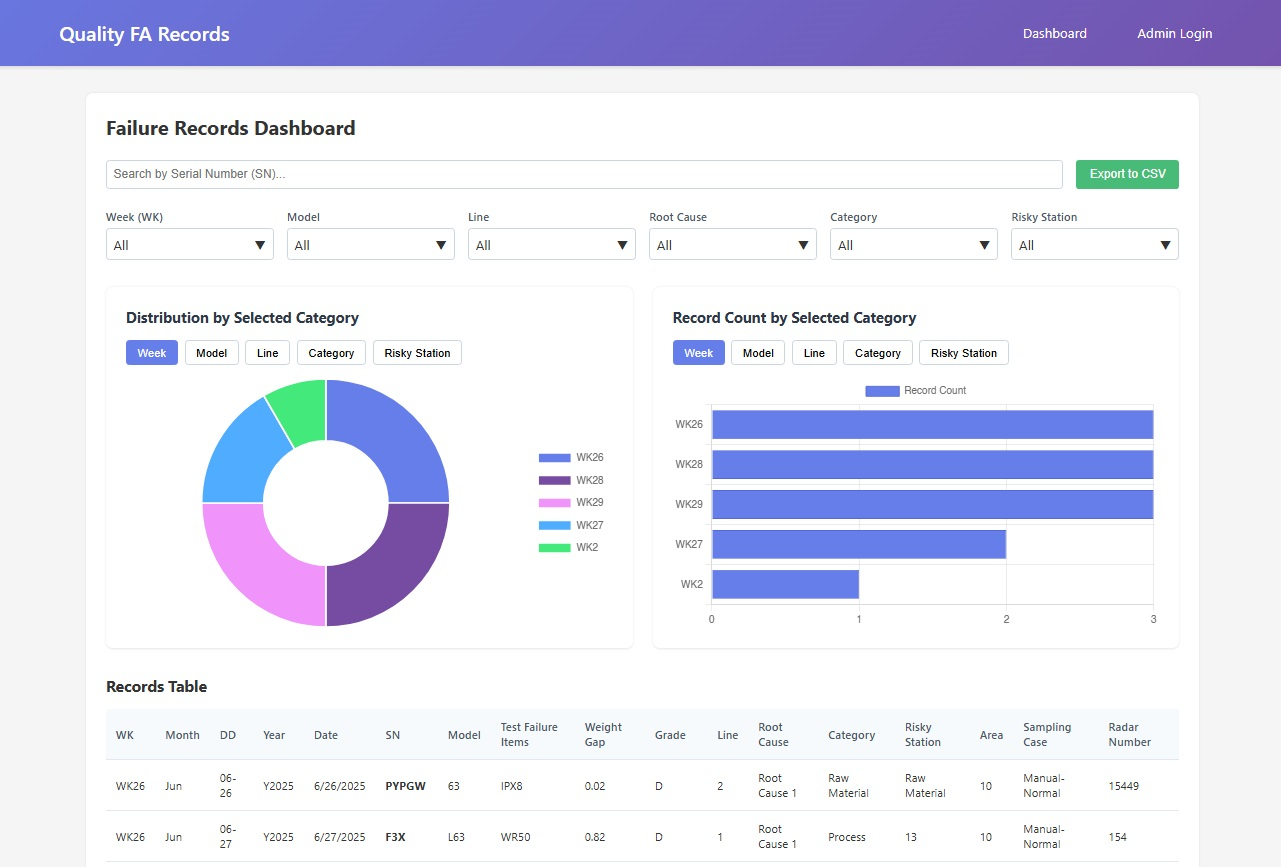 Quality FA Records
Dashboard
Admin Login
Failure Records Dashboard
Search by Serial Number (SN)...
Export to CSV
Week (WK) Model Line Root Cause Category Risky Station
All All All All All All
Distribution by Selected Category
Week Model Line Category Risky Station
WK26
WK28
WK29
WK27
WK2
Record Count by Selected Category
Week Model Line Category Risky Station
Record Count
WK26
WK28
WK29
WK27
WK2
0 1 2 3
Records Table
WK Month DD Year Date SN Model Test Failure Items Weight Gap Grade Line Root Cause Category Risky Station Area Sampling Case Radar Number
WK26 Jun 06-26 Y2025 6/26/2025 PYPGW 63 IPX8 0.02 D 2 Root Cause 1 Raw Material Raw Material 10 Manual-Normal 15449
WK26 Jun 06-27 Y2025 6/27/2025 F3X L63 WR50 0.82 D 1 Root Cause 1 Process 13 10 Manual-Normal 154